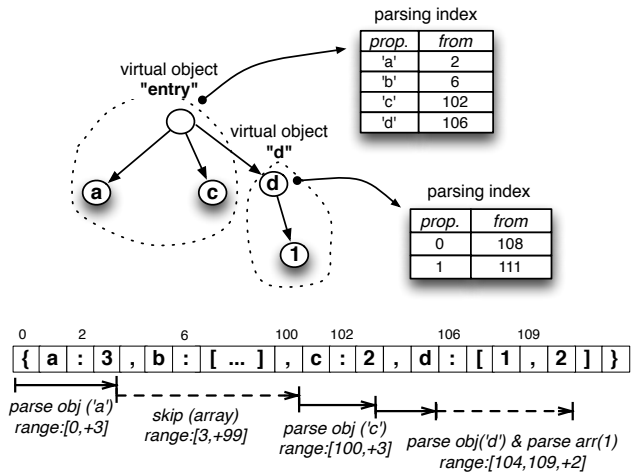 parsing index
prop. from
'a' 2
'b' 6
'c' 102
'd' 106
virtual object
"entry"
virtual object
"d"
a
c
d
1
parsing index
prop. from
0 108
1 111
0 2 6 100 102 106 109
{ a : 3 , b : [ ... ] , c : 2 , d : [ 1 , 2 ] }
parse obj ('a')
range:[0,+3]
skip (array)
range:[3,+99]
parse obj ('c')
range:[100,+3]
parse obj('d') & parse arr(1)
range:[104,109,+2]